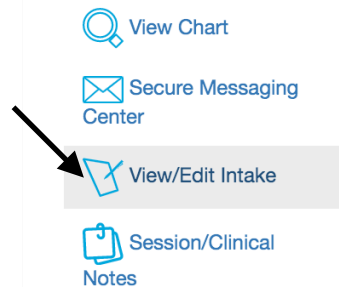 View Chart
Secure Messaging
Center
View/Edit Intake
Session/Clinical
Notes